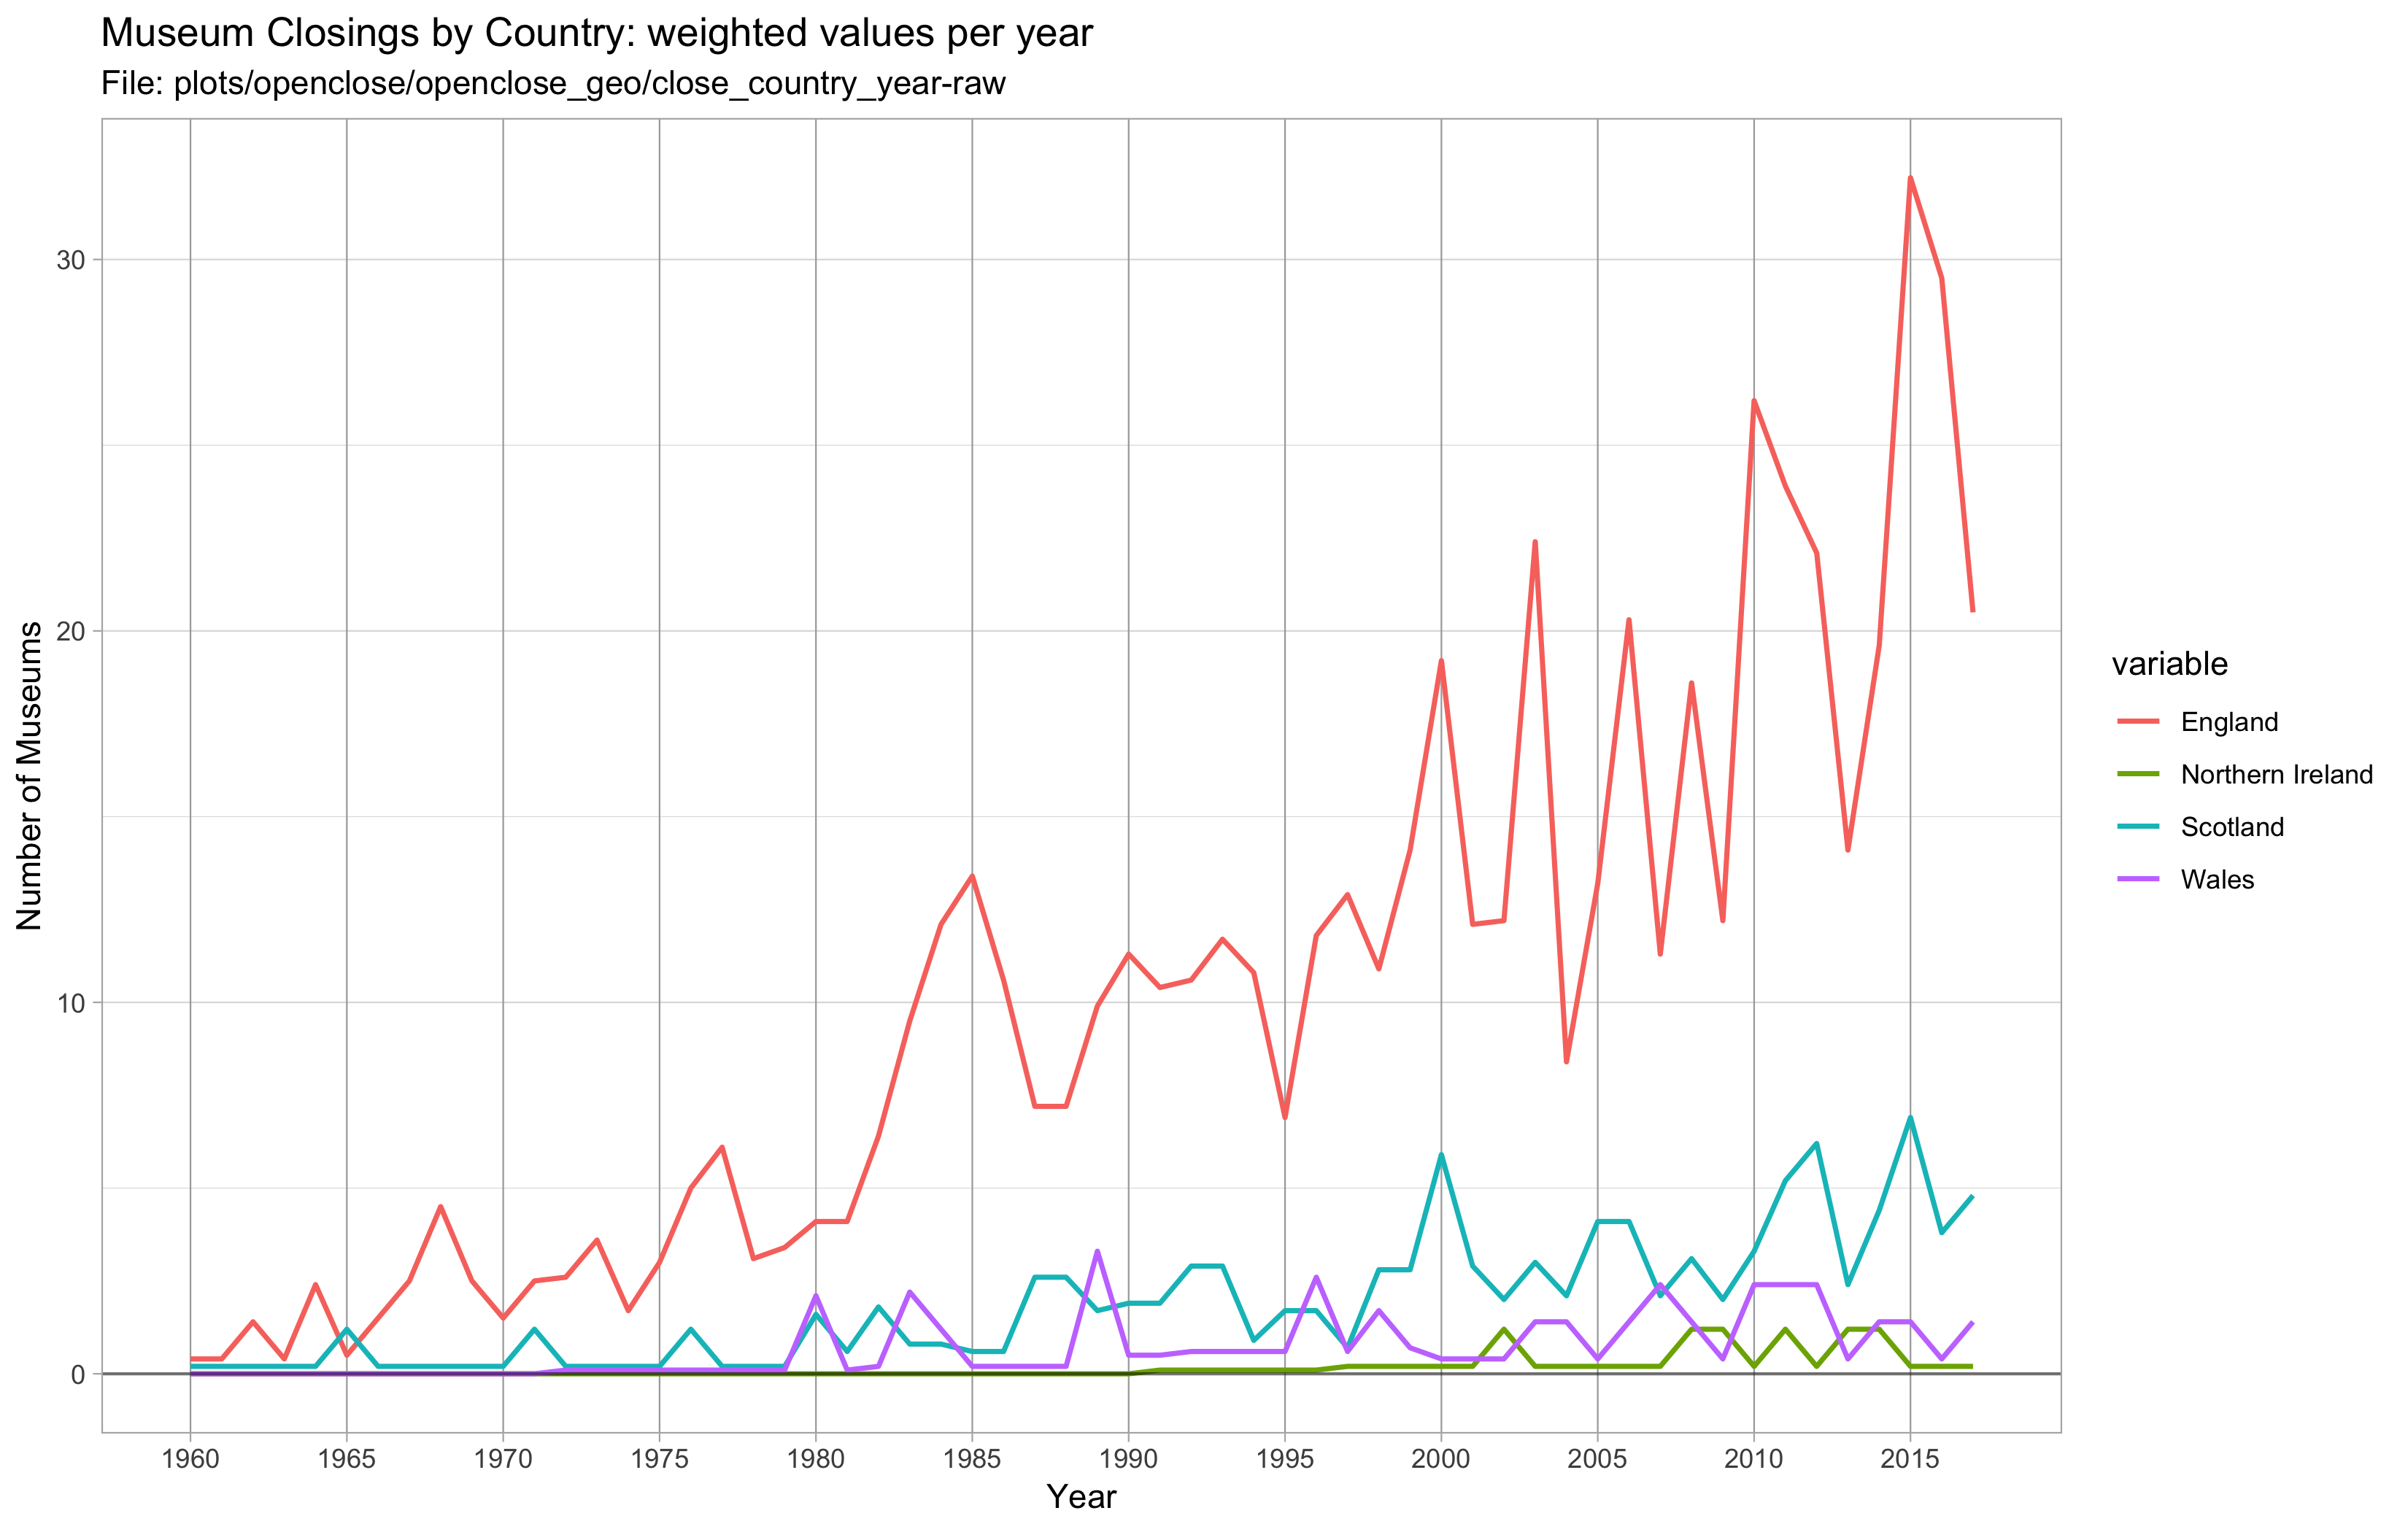 Museum Closings by Country: weighted values per year
File: plots/openclose/openclose_geo/close_country_year-raw
Number of Museums
30
20
10
0
1960 1965 1970 1975 1980 1985 1990 1995 2000 2005 2010 2015
Year
variable
England
Northern Ireland
Scotland
Wales